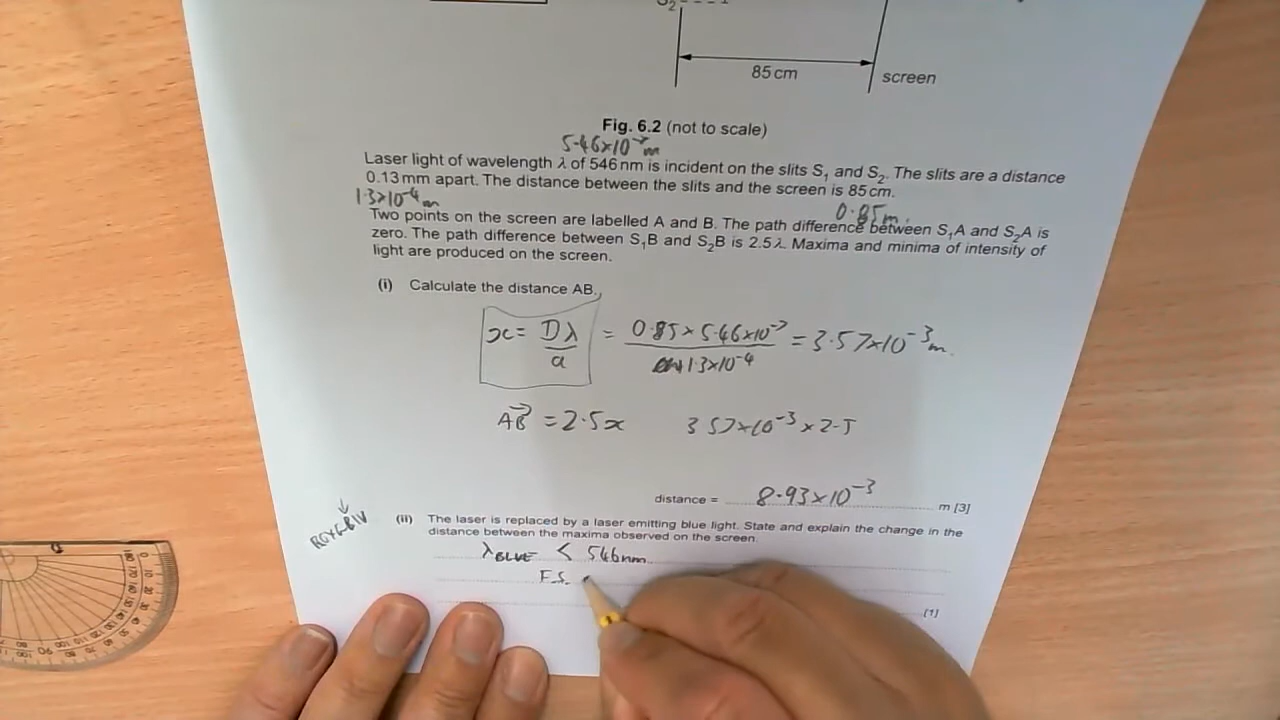 S2
85 cm
screen
Fig. 6.2 (not to scale)
5.46×10⁻⁷ m
Laser light of wavelength λ of 546 nm is incident on the slits S₁ and S₂. The slits are a distance
0.13 mm apart. The distance between the slits and the screen is 85 cm.
1.3×10⁻⁴ m
0.85 m.
Two points on the screen are labelled A and B. The path difference between S₁A and S₂A is
zero. The path difference between S₁B and S₂B is 2.5 λ. Maxima and minima of intensity of
light are produced on the screen.
(i) Calculate the distance AB.
x = Dλ/a = 0.85 × 5.46×10⁻⁷ / 1.3×10⁻⁴ = 3.57×10⁻³ m.
AB = 2.5x 3.57×10⁻³ × 2.5
distance = 8.93×10⁻³ m [3]
(ii) The laser is replaced by a laser emitting blue light. State and explain the change in the
distance between the maxima observed on the screen.
ROYGBIV
λ BLUE < 546nm
F.S.
[1]